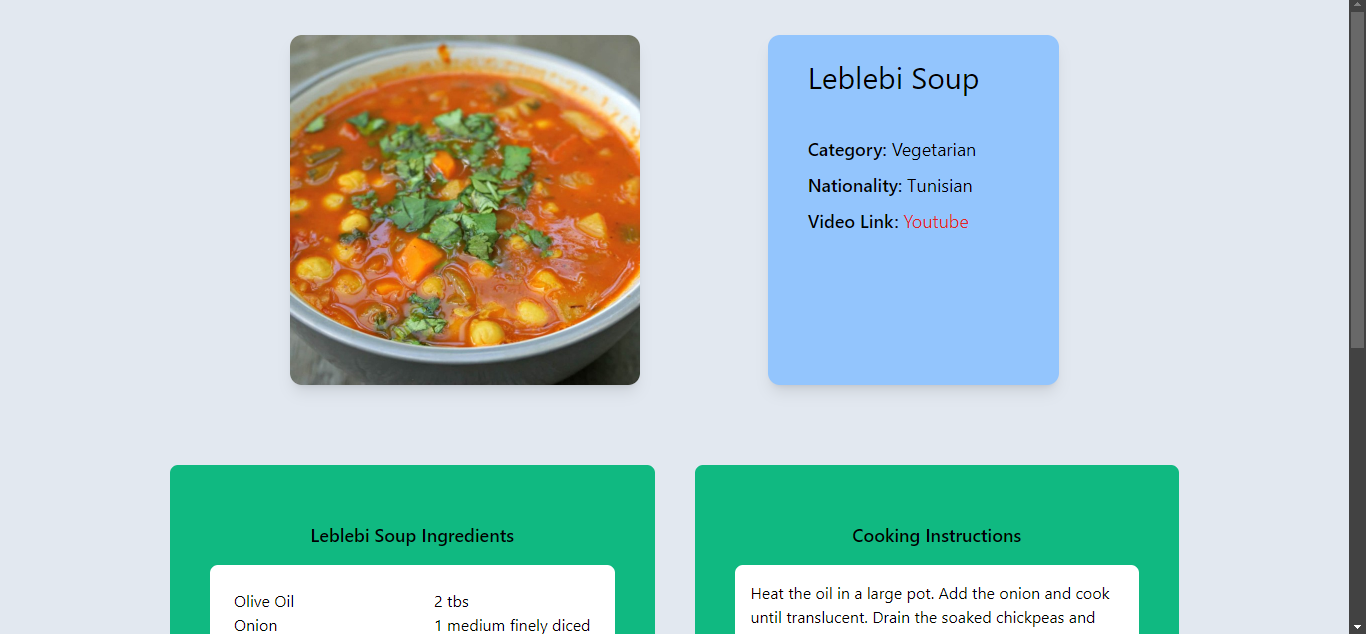 Leblebi Soup
Category: Vegetarian
Nationality: Tunisian
Video Link: Youtube
Leblebi Soup Ingredients
Olive Oil 2 tbs
Onion 1 medium finely diced
Cooking Instructions
Heat the oil in a large pot. Add the onion and cook
until translucent. Drain the soaked chickpeas and